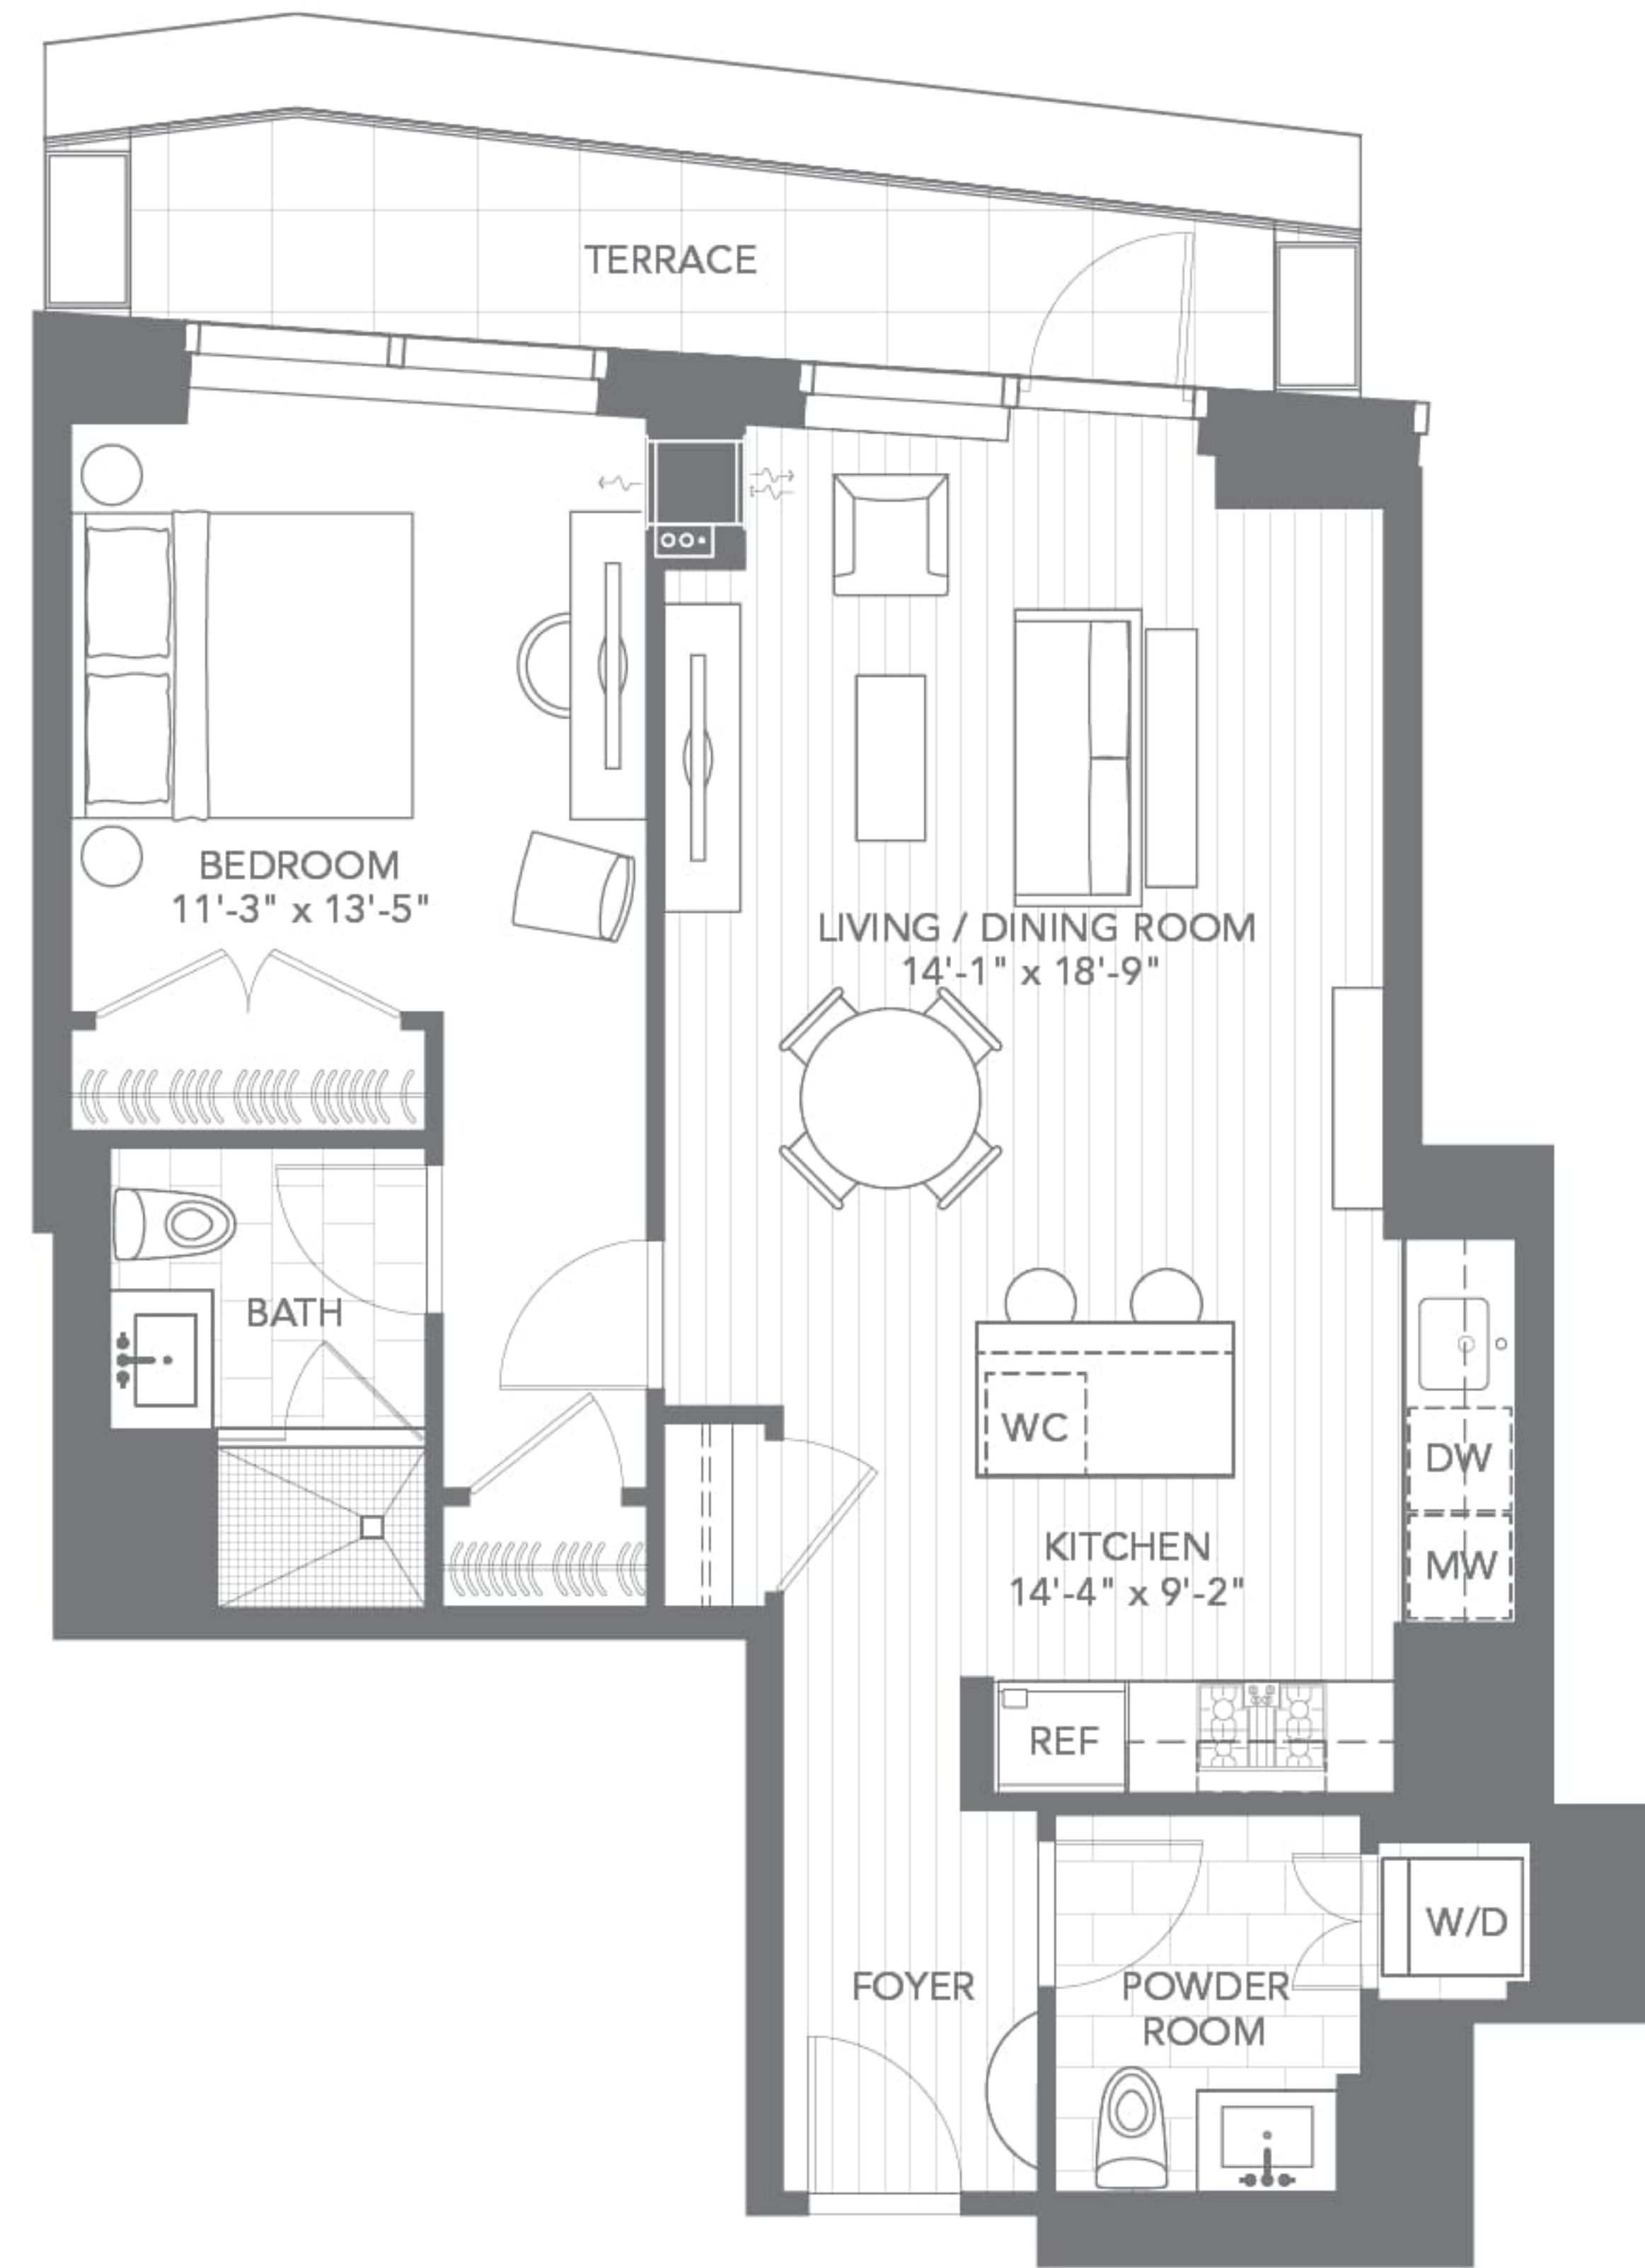 TERRACE
BEDROOM
11'-3" x 13'-5"
LIVING / DINING ROOM
14'-1" x 18'-9"
BATH
WC
DW
MW
KITCHEN
14'-4" x 9'-2"
REF
W/D
FOYER
POWDER
ROOM